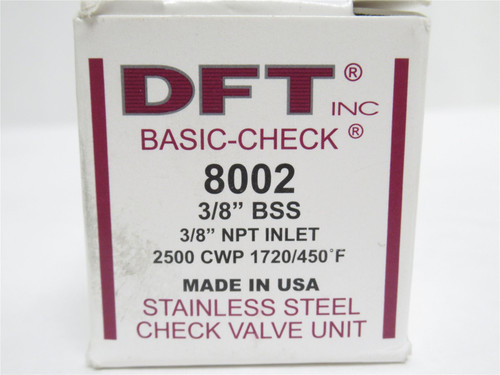 DFT® INC
BASIC-CHECK®
8002
3/8” BSS
3/8” NPT INLET
2500 CWP 1720/450°F
MADE IN USA
STAINLESS STEEL
CHECK VALVE UNIT